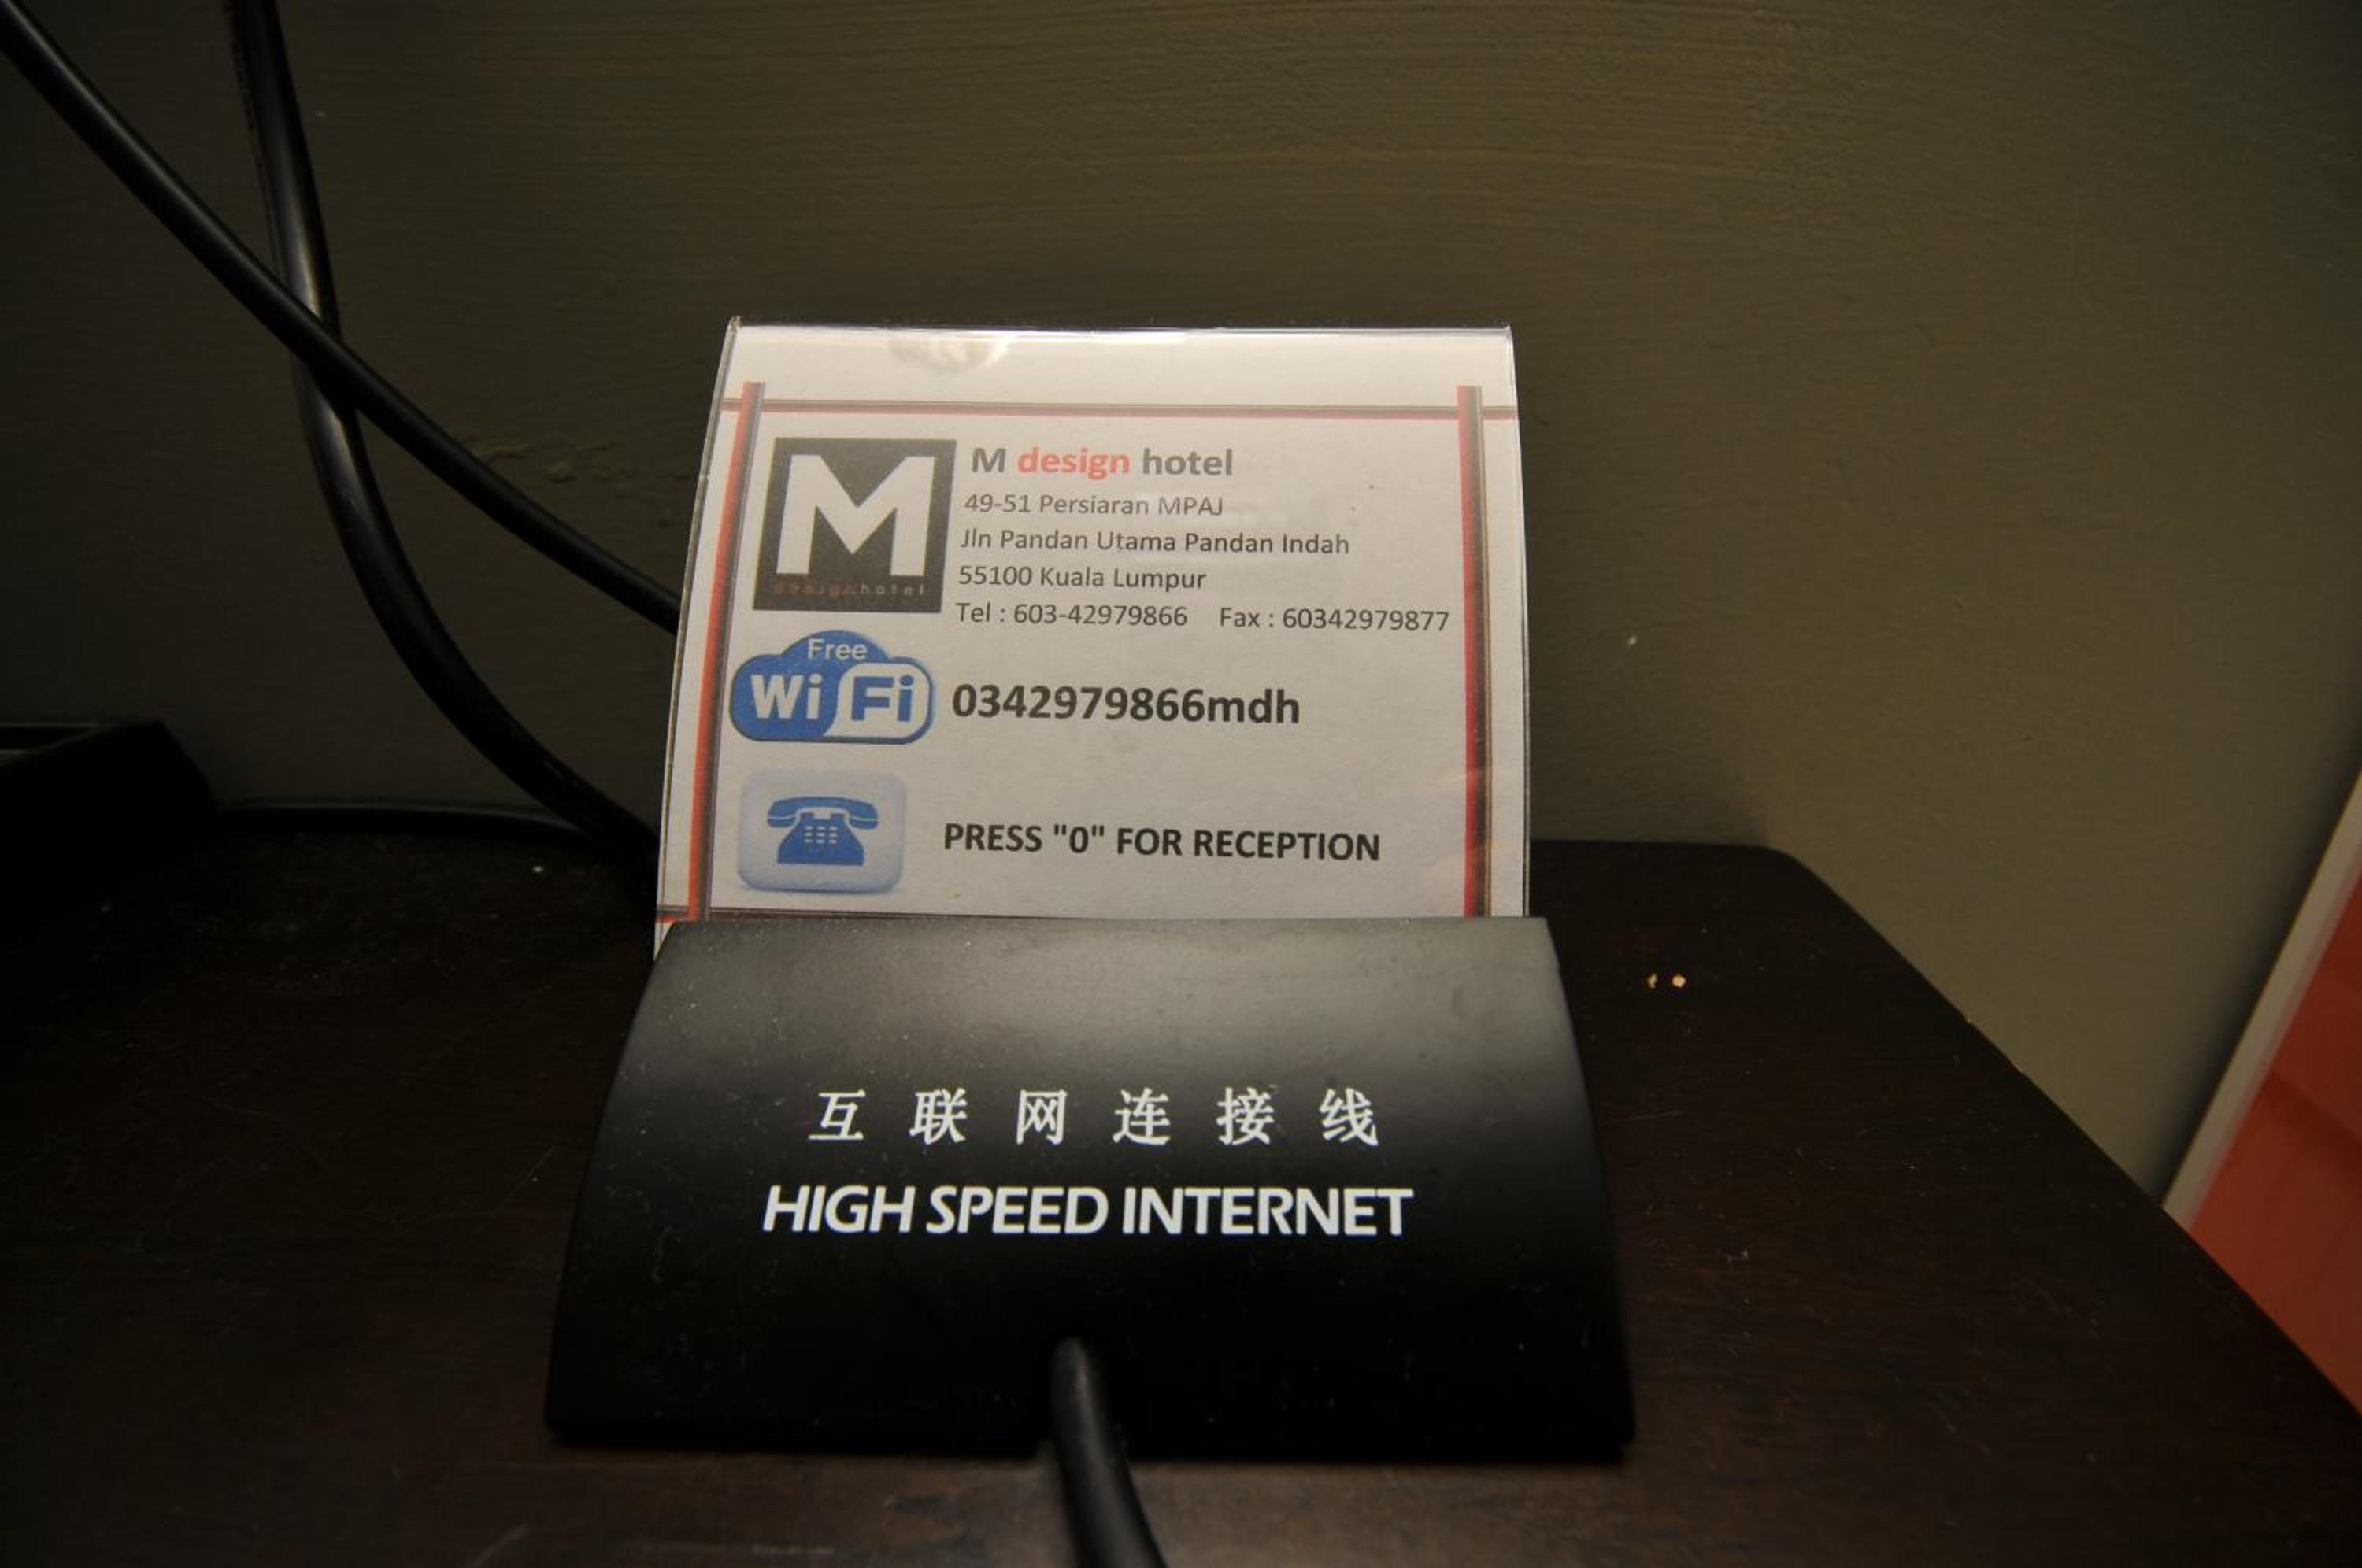 M design hotel
49-51 Persiaran MPAJ
Jln Pandan Utama Pandan Indah
55100 Kuala Lumpur
Tel : 603-42979866 Fax : 60342979877
M
designhotel
Free
WiFi
0342979866mdh
PRESS "0" FOR RECEPTION
互联网连接线
HIGH SPEED INTERNET